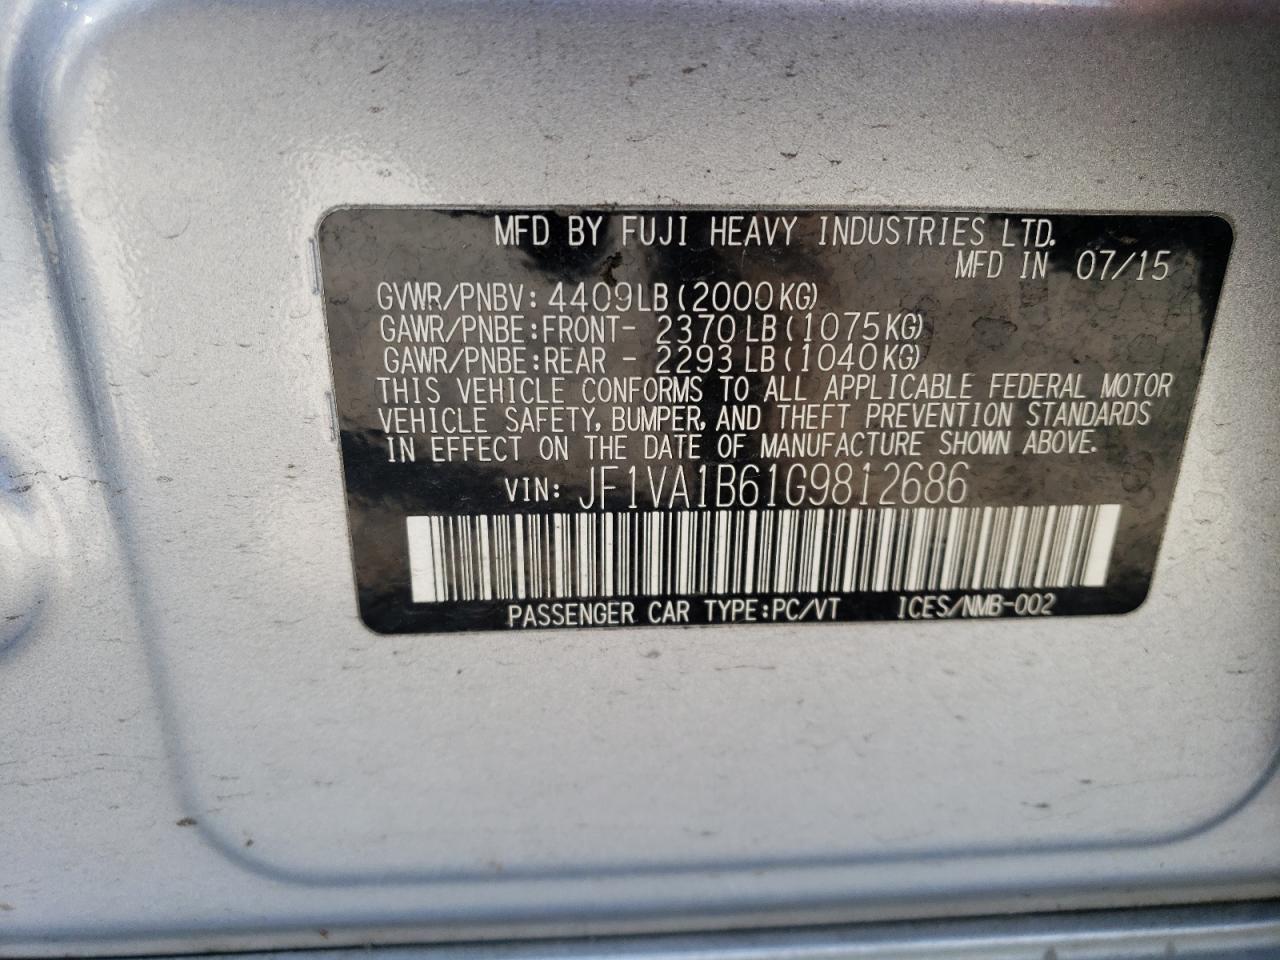 MFD BY FUJI HEAVY INDUSTRIES LTD.
MFD IN 07/15
GVWR/PNBV: 4409LB(2000KG)
GAWR/PNBE:FRONT- 2370LB(1075KG)
GAWR/PNBE:REAR - 2293LB(1040KG)
THIS VEHICLE CONFORMS TO ALL APPLICABLE FEDERAL MOTOR
VEHICLE SAFETY, BUMPER, AND THEFT PREVENTION STANDARDS
IN EFFECT ON THE DATE OF MANUFACTURE SHOWN ABOVE.
VIN: JF1VA1B61G9812686
PASSENGER CAR TYPE:PC/VT ICES/NMB-002